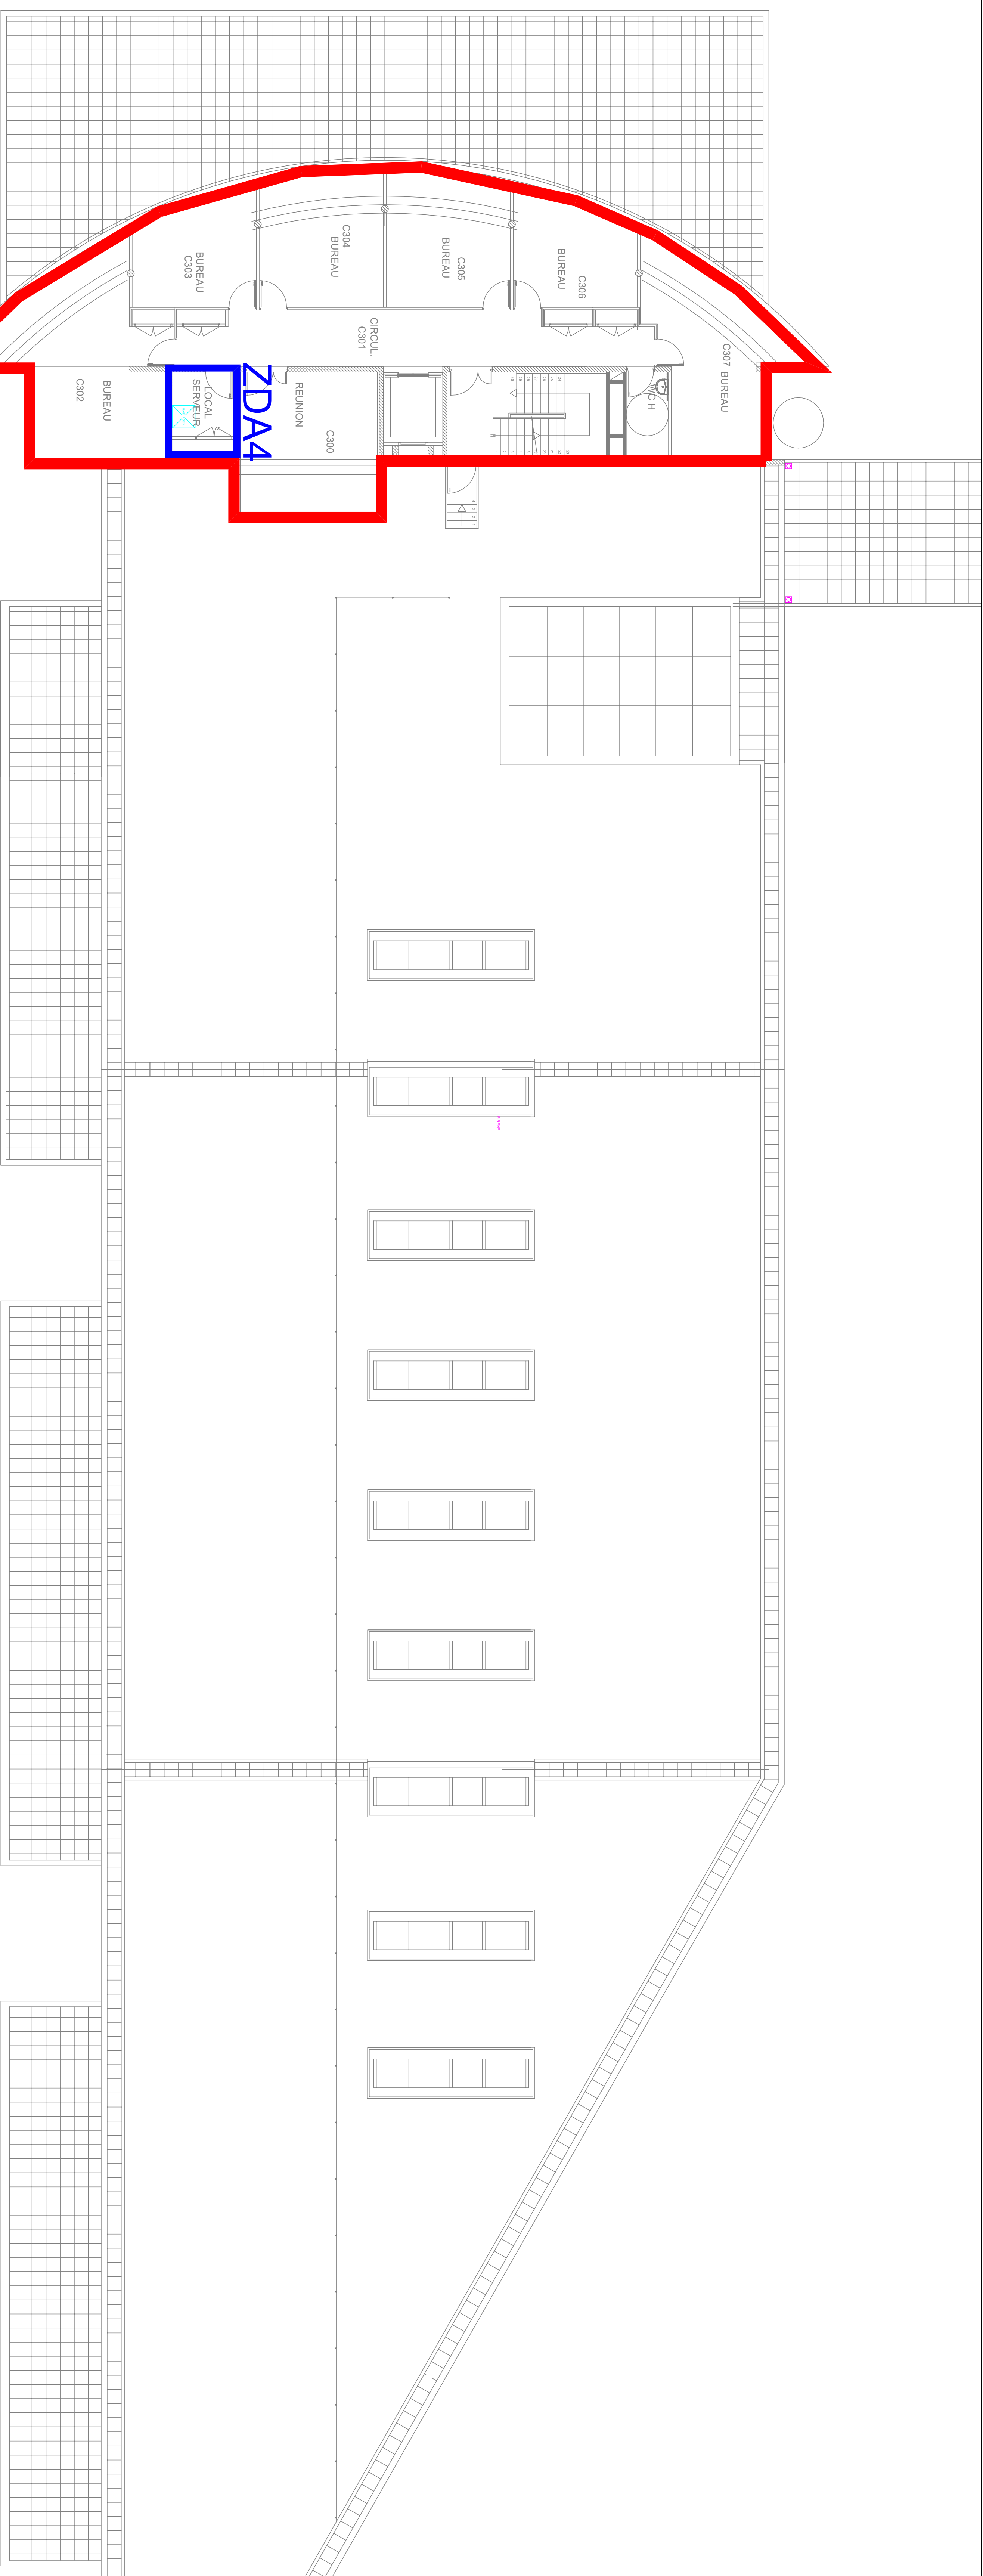 C304
BUREAU
C305
BUREAU
BUREAU
C303
C306
BUREAU
CIRCUL.
C301
C307 BUREAU
ZDA4
LOCAL
SERVEUR
REUNION
C300
BUREAU
C302
WC H